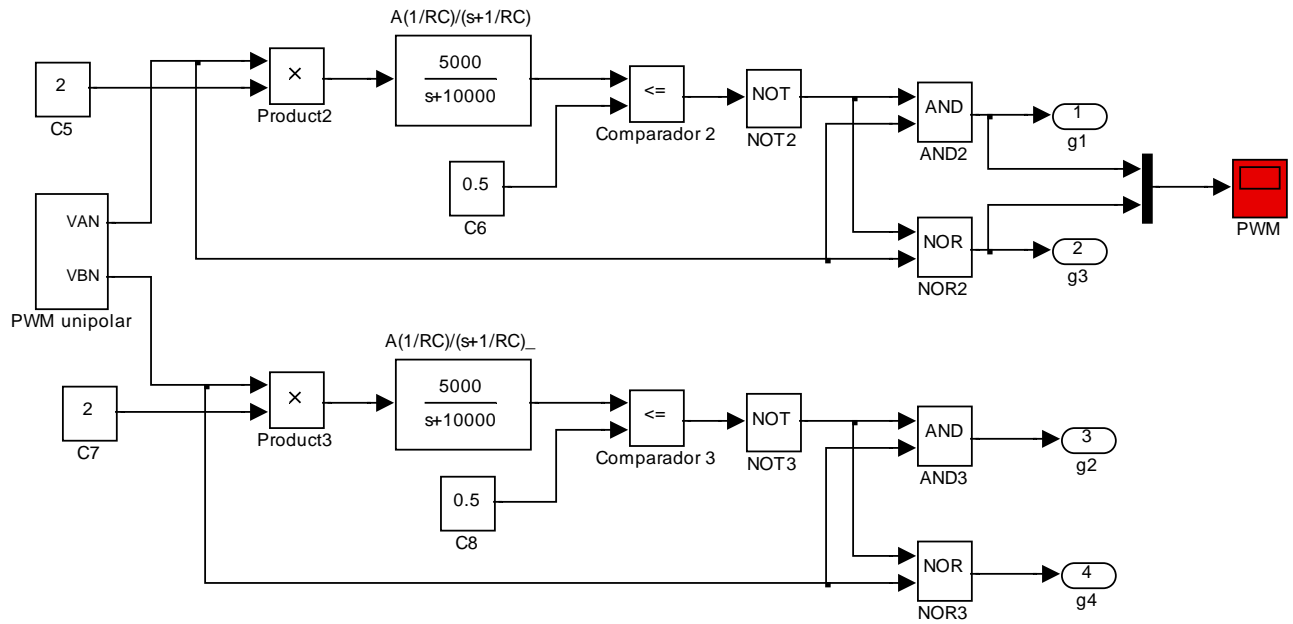 A(1/RC)/(s+1/RC)
2
C5
×
Product2
5000
s+10000
<=
Comparador 2
0.5
C6
NOT
NOT2
AND
AND2
1
g1
NOR
NOR2
2
g3
PWM
VAN
VBN
PWM unipolar
A(1/RC)/(s+1/RC)_
2
C7
×
Product3
5000
s+10000
<=
Comparador 3
0.5
C8
NOT
NOT3
AND
AND3
3
g2
NOR
NOR3
4
g4